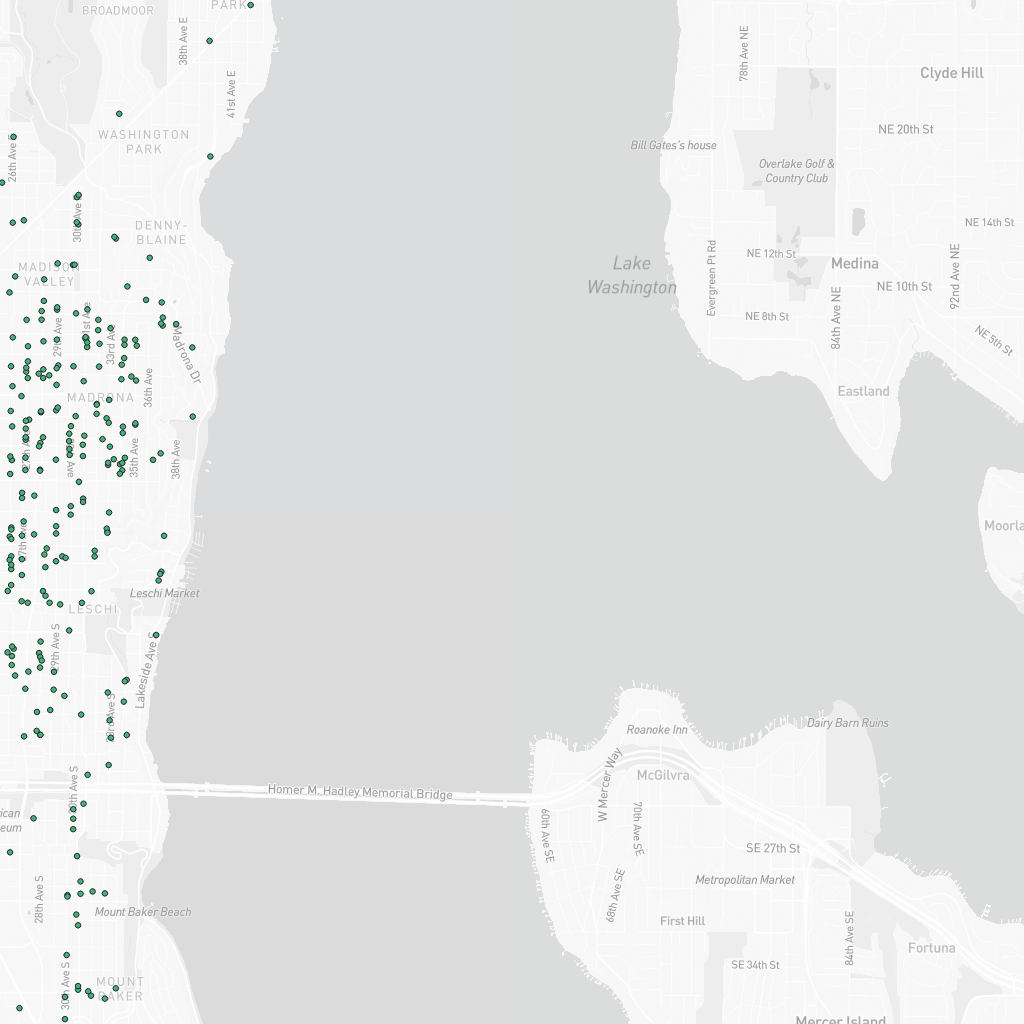 PARK
BROADMOOR
38th Ave E
78th Ave NE
Clyde Hill
41st Ave E
NE 20th St
WASHINGTON
PARK
Bill Gates's house
26th Ave E
Overlake Golf &
Country Club
30th Ave E
NE 14th St
DENNY-
BLAINE
NE 12th St
Lake
Washington
Medina
MADISON
VALLEY
Evergreen Pt Rd
92nd Ave NE
NE 10th St
84th Ave NE
NE 8th St
29th Ave
33rd Ave
NE 5th St
Madrona Dr
36th Ave
Eastland
MADRONA
35th Ave
38th Ave
Ave
Leschi Market
LESCHI
29th Ave S
Lakeside Ave S
Roanoke Inn
Dairy Barn Ruins
W Mercer Way
McGilvra
Homer M. Hadley Memorial Bridge
60th Ave SE
70th Ave SE
SE 27th St
Metropolitan Market
28th Ave S
68th Ave SE
Mount Baker Beach
First Hill
84th Ave SE
Fortuna
SE 34th St
30th Ave S
MOUNT
BAKER
Mercer Island